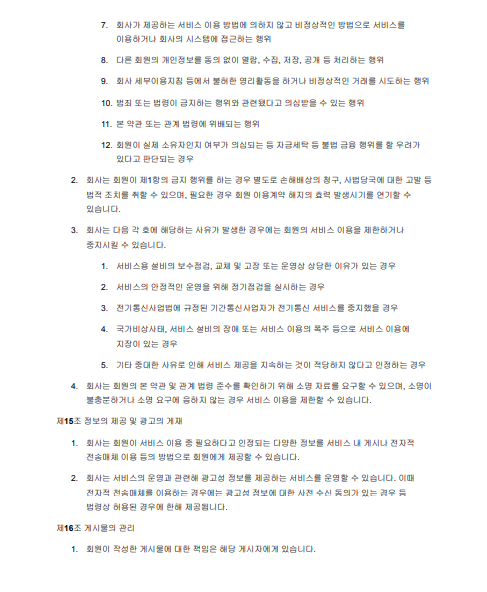 7. 회사가 제공하는 서비스 이용 방법에 의하지 않고 비정상적인 방법으로 서비스를
이용하거나 회사의 시스템에 접근하는 행위
8. 다른 회원의 개인정보를 동의 없이 열람, 수집, 저장, 공개 등 처리하는 행위
9. 회사 세부이용지침 등에서 불허한 영리활동을 하거나 비정상적인 거래를 시도하는 행위
10. 범죄 또는 법령이 금지하는 행위와 관련됐다고 의심받을 수 있는 행위
11. 본 약관 또는 관계 법령에 위배되는 행위
12. 회원이 실제 소유자인지 여부가 의심되는 등 자금세탁 등 불법 금융 행위를 할 우려가
있다고 판단되는 경우
2. 회사는 회원이 제1항의 금지 행위를 하는 경우 별도로 손해배상의 청구, 사법당국에 대한 고발 등
법적 조치를 취할 수 있으며, 필요한 경우 회원 이용계약 해지의 효력 발생시기를 연기할 수
있습니다.
3. 회사는 다음 각 호에 해당하는 사유가 발생한 경우에는 회원의 서비스 이용을 제한하거나
중지시킬 수 있습니다.
1. 서비스용 설비의 보수점검, 교체 및 고장 또는 운영상 상당한 이유가 있는 경우
2. 서비스의 안정적인 운영을 위해 정기점검을 실시하는 경우
3. 전기통신사업법에 규정된 기간통신사업자가 전기통신 서비스를 중지했을 경우
4. 국가비상사태, 서비스 설비의 장애 또는 서비스 이용의 폭주 등으로 서비스 이용에
지장이 있는 경우
5. 기타 중대한 사유로 인해 서비스 제공을 지속하는 것이 적당하지 않다고 인정하는 경우
4. 회사는 회원의 본 약관 및 관계 법령 준수를 확인하기 위해 소명 자료를 요구할 수 있으며, 소명이
불충분하거나 소명 요구에 응하지 않는 경우 서비스 이용을 제한할 수 있습니다.
제15조 정보의 제공 및 광고의 게재
1. 회사는 회원이 서비스 이용 중 필요하다고 인정되는 다양한 정보를 서비스 내 게시나 전자적
전송매체 이용 등의 방법으로 회원에게 제공할 수 있습니다.
2. 회사는 서비스의 운영과 관련해 광고성 정보를 제공하는 서비스를 운영할 수 있습니다. 이때
전자적 전송매체를 이용하는 경우에는 광고성 정보에 대한 사전 수신 동의가 있는 경우 등
법령상 허용된 경우에 한해 제공됩니다.
제16조 게시물의 관리
1. 회원이 작성한 게시물에 대한 책임은 해당 게시자에게 있습니다.